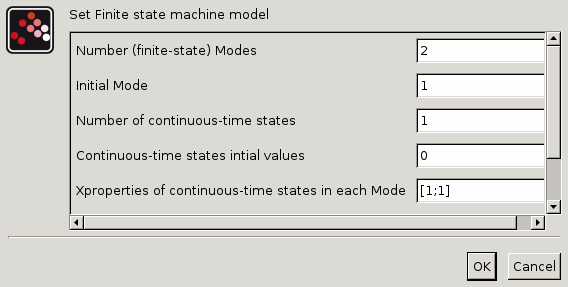 Set Finite state machine model
Number (finite-state) Modes 2
Initial Mode 1
Number of continuous-time states 1
Continuous-time states intial values 0
Xproperties of continuous-time states in each Mode [1;1]
OK Cancel